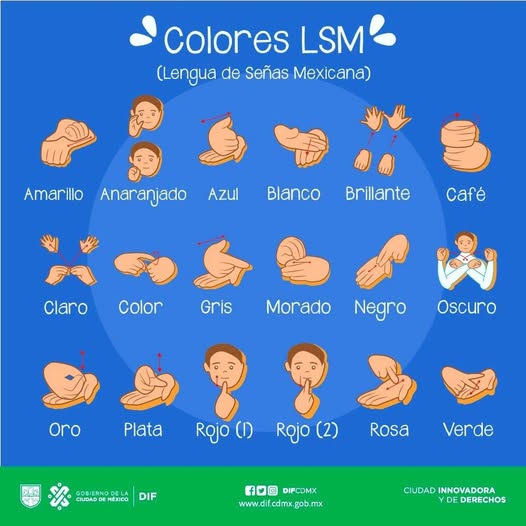 Colores LSM
(Lengua de Señas Mexicana)
Amarillo
Anaranjado
Azul
Blanco
Brillante
Café
Claro
Color
Gris
Morado
Negro
Oscuro
Oro
Plata
Rojo (1)
Rojo (2)
Rosa
Verde
GOBIERNO DE LA
CIUDAD DE MÉXICO
DIF
DIFCDMX
www.dif.cdmx.gob.mx
CIUDAD INNOVADORA
Y DE DERECHOS